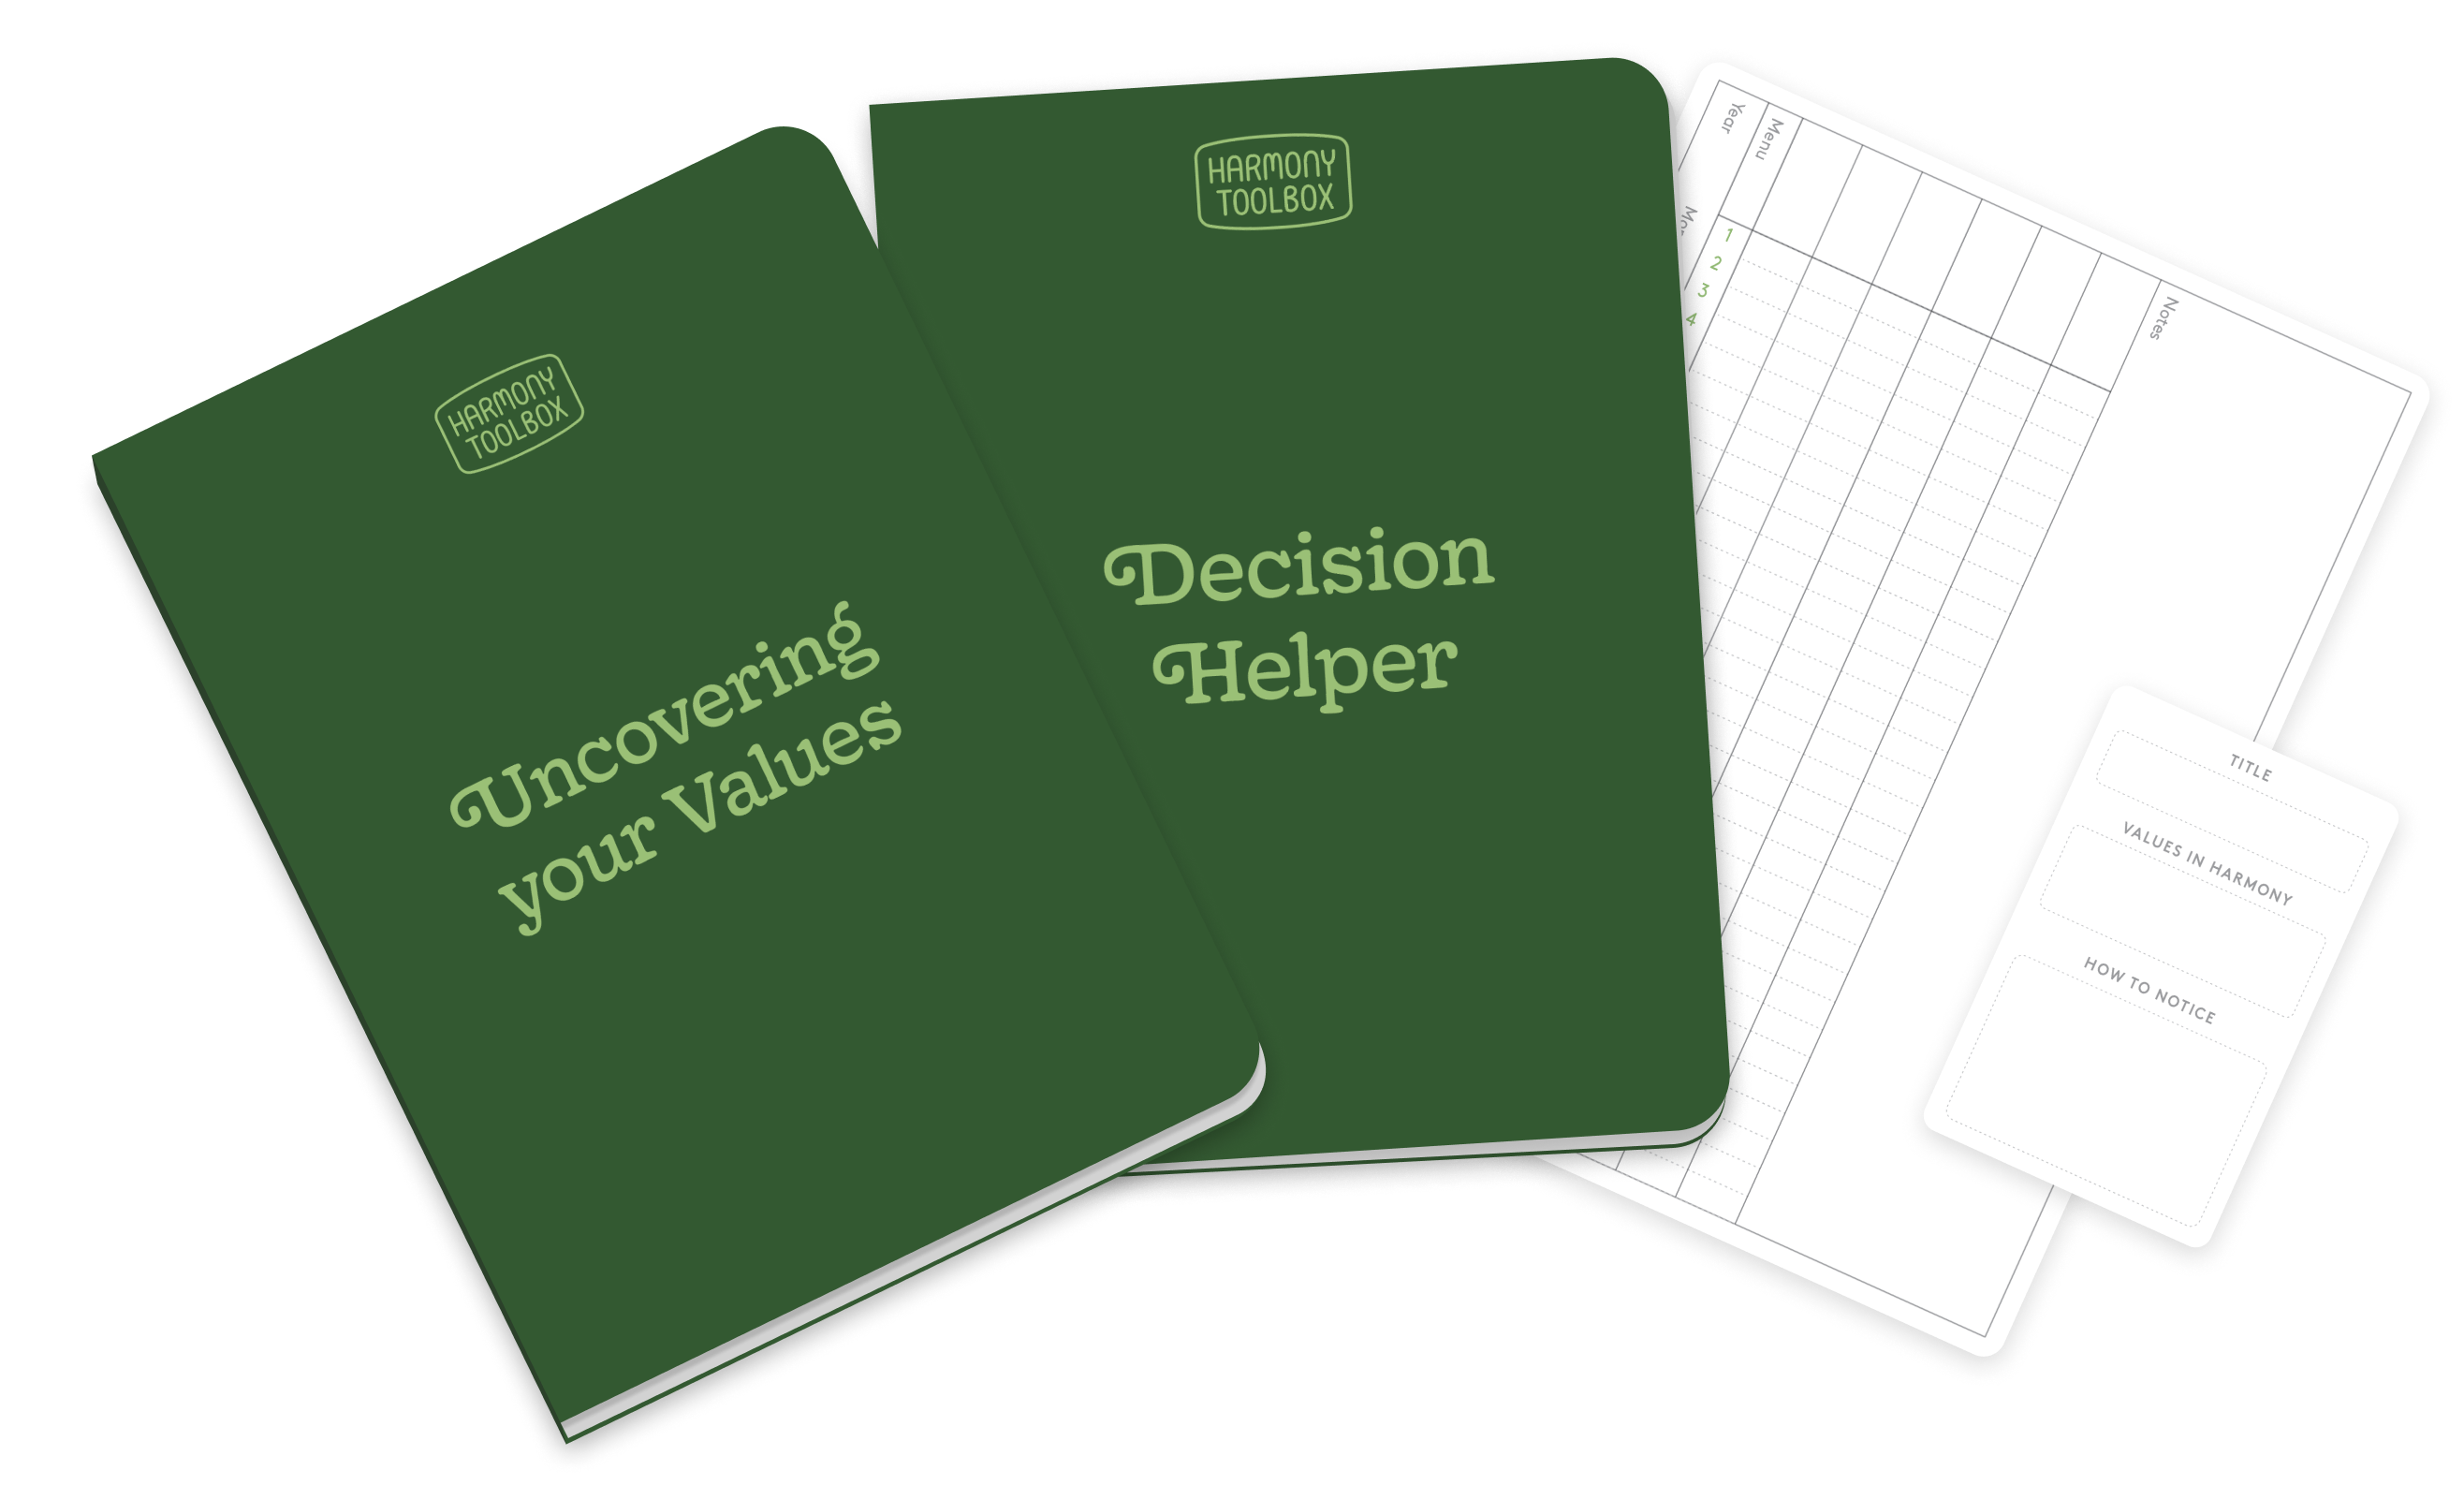 HARMONY
TOOLBOX
Uncovering
your Values
HARMONY
TOOLBOX
Decision
Helper
Year
Menu
1
2
3
4
Notes
TITLE
VALUES IN HARMONY
HOW TO NOTICE